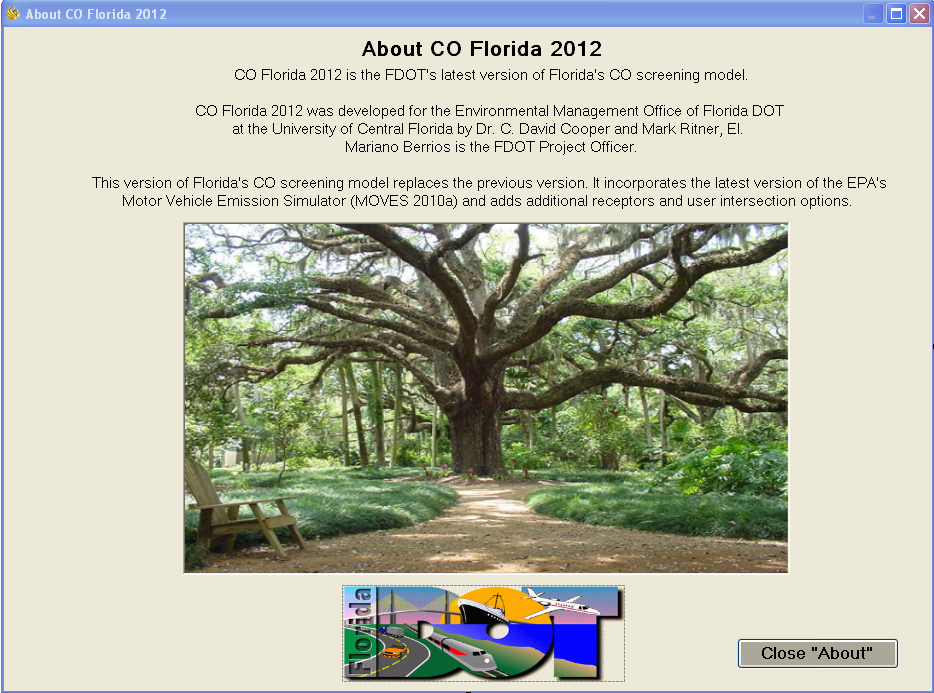 About CO Florida 2012
About CO Florida 2012
CO Florida 2012 is the FDOT's latest version of Florida's CO screening model.
CO Florida 2012 was developed for the Environmental Management Office of Florida DOT
at the University of Central Florida by Dr. C. David Cooper and Mark Ritner, EI.
Mariano Berrios is the FDOT Project Officer.
This version of Florida's CO screening model replaces the previous version. It incorporates the latest version of the EPA's
Motor Vehicle Emission Simulator (MOVES 2010a) and adds additional receptors and user intersection options.
Florida
DOT
Close "About"